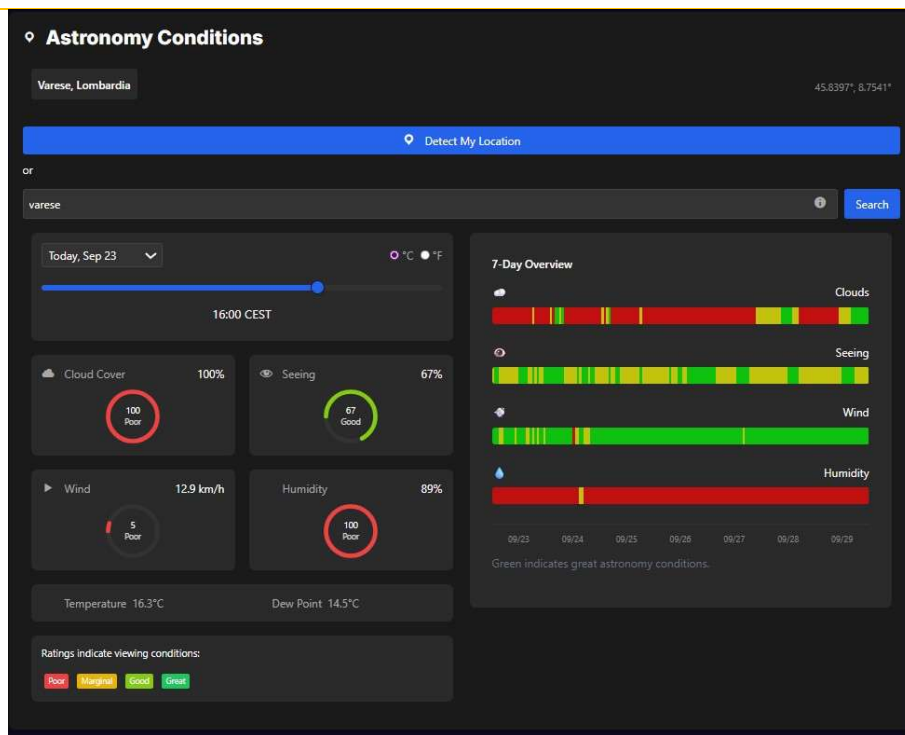 Astronomy Conditions
Varese, Lombardia
45.8397°, 8.7541°
Detect My Location
or
varese
Search
Today, Sep 23
°C °F
16:00 CEST
Cloud Cover 100%
100
Poor
Seeing 67%
67
Good
Wind 12.9 km/h
5
Poor
Humidity 89%
100
Poor
Temperature 16.3°C
Dew Point 14.5°C
Ratings indicate viewing conditions:
Poor Marginal Good Great
7-Day Overview
Clouds
Seeing
Wind
Humidity
09/23 09/24 09/25 09/26 09/27 09/28 09/29
Green indicates great astronomy conditions.